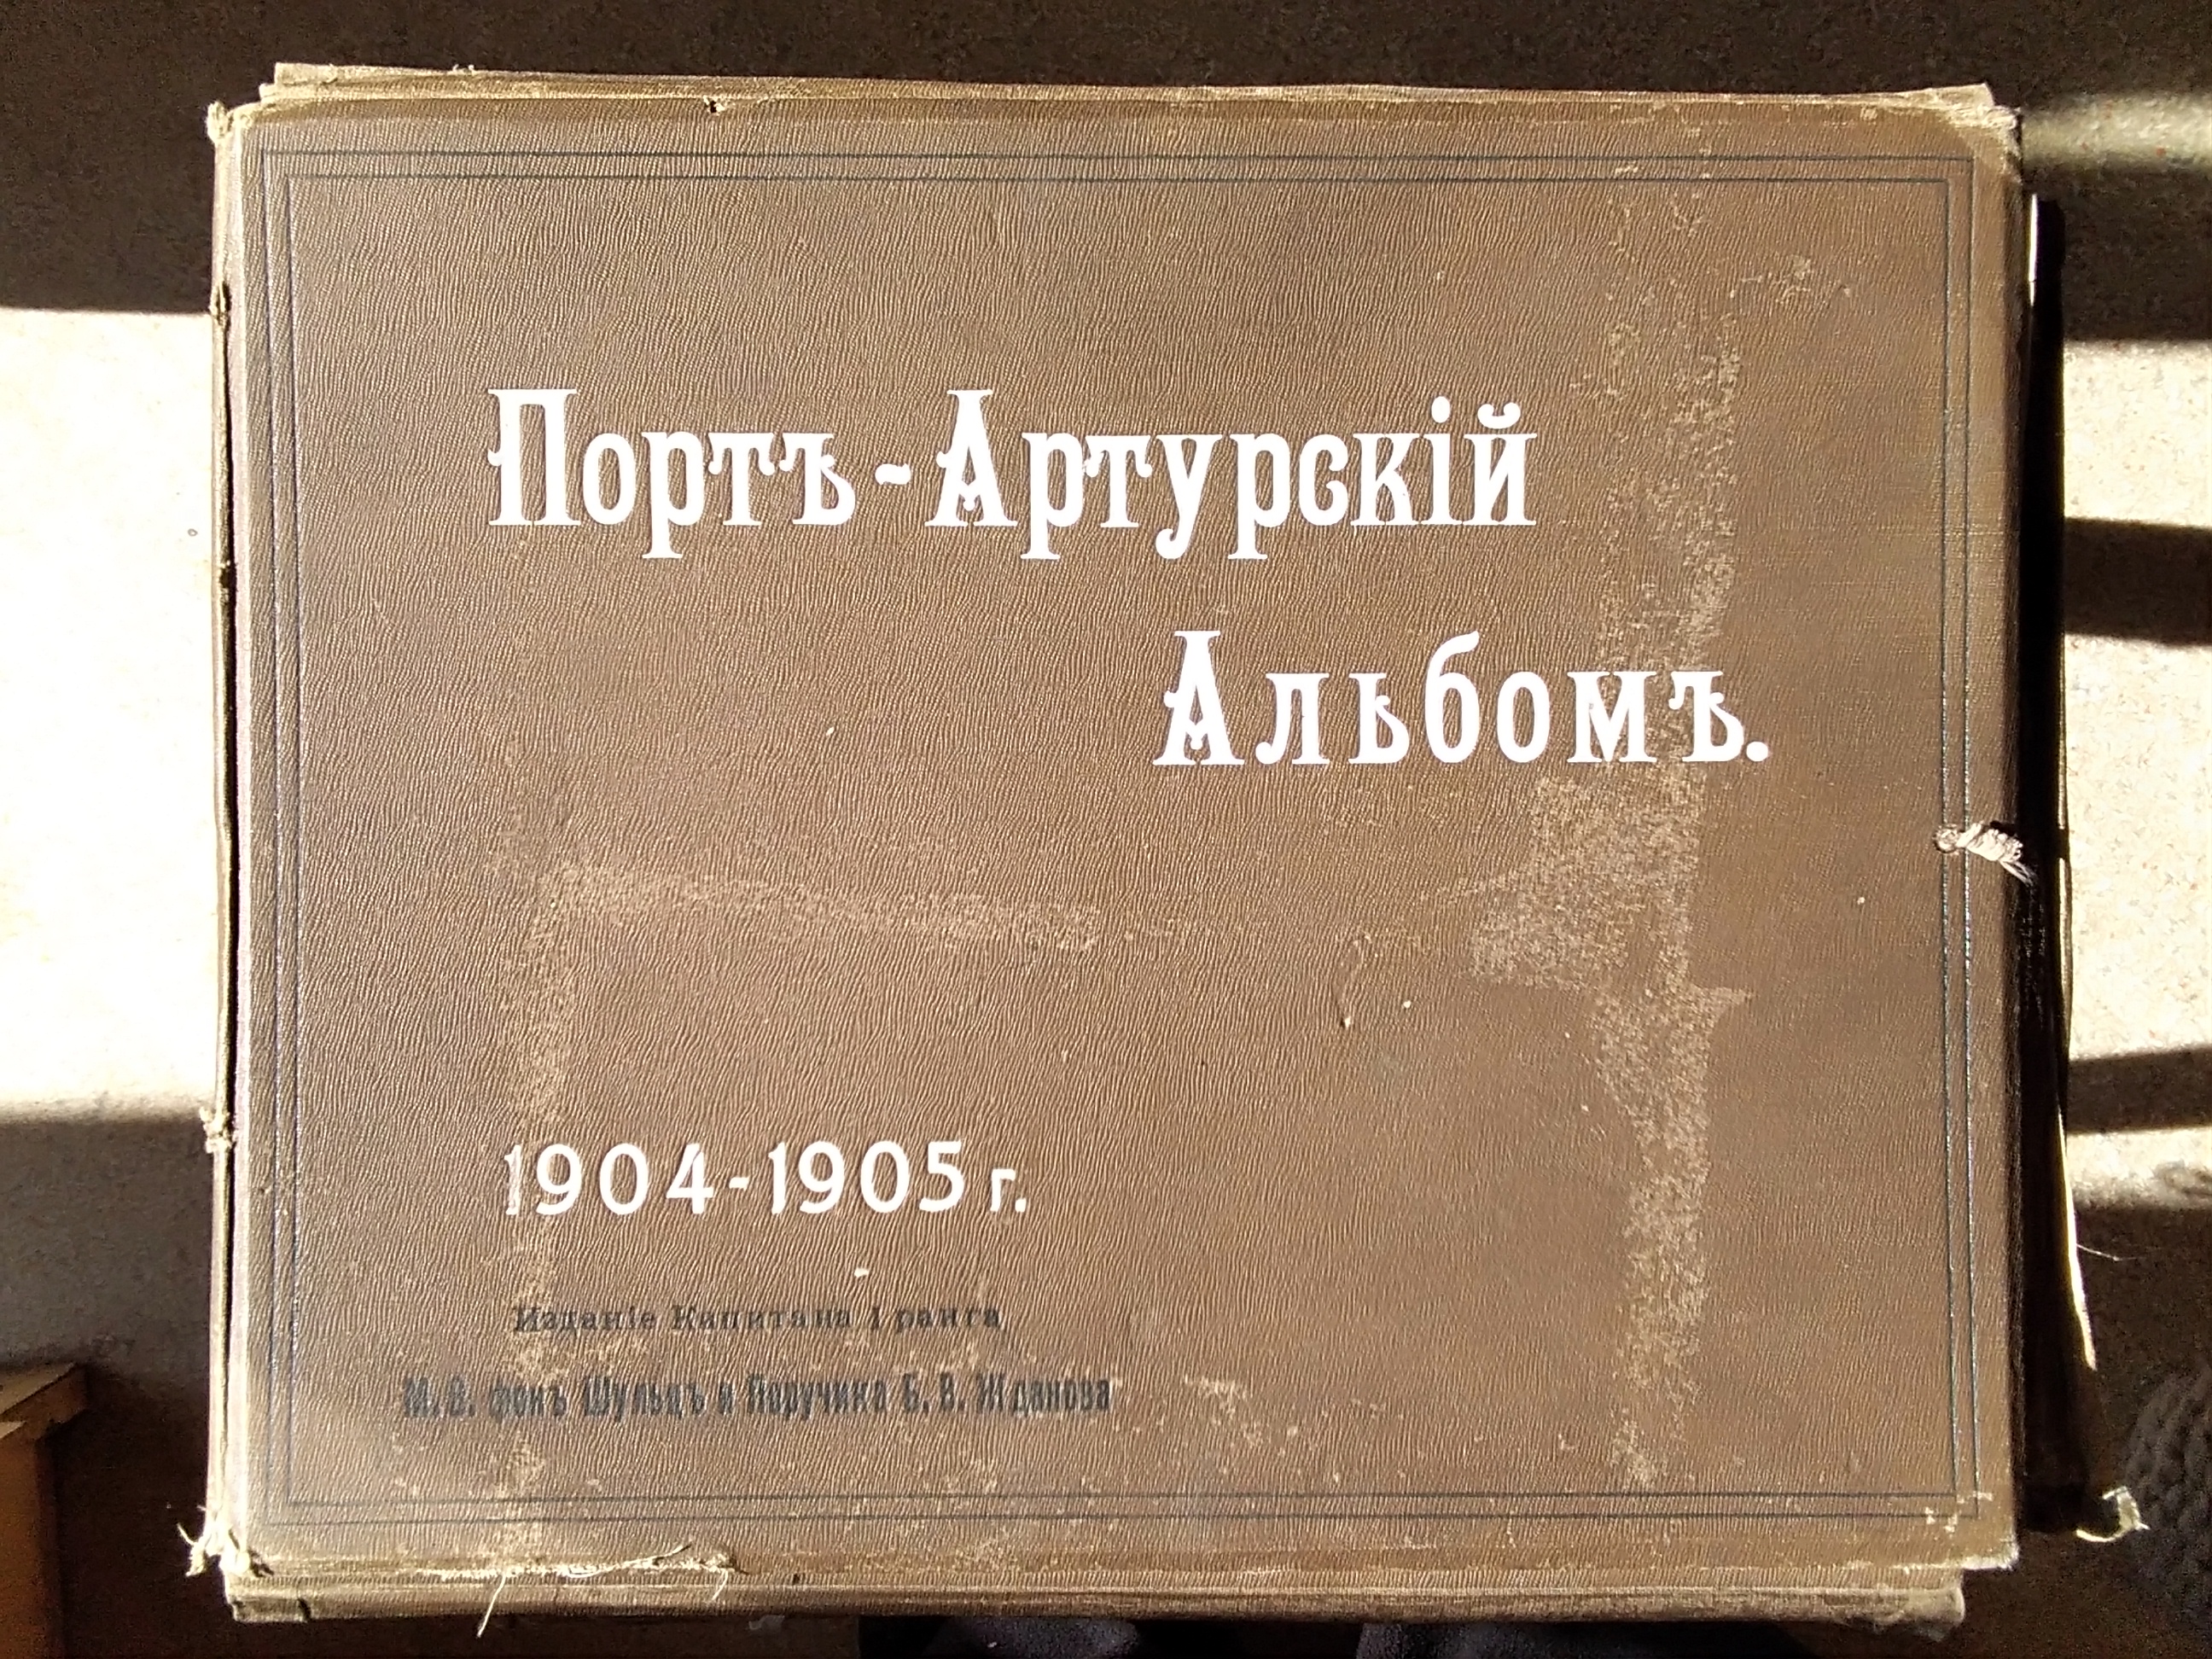 Портъ-Артурскій
Альбомъ.
1904-1905 г.
Изданіе Капитана 1 ранга
М. В. фонъ Шульцъ и Поручика Б. В. Жданова